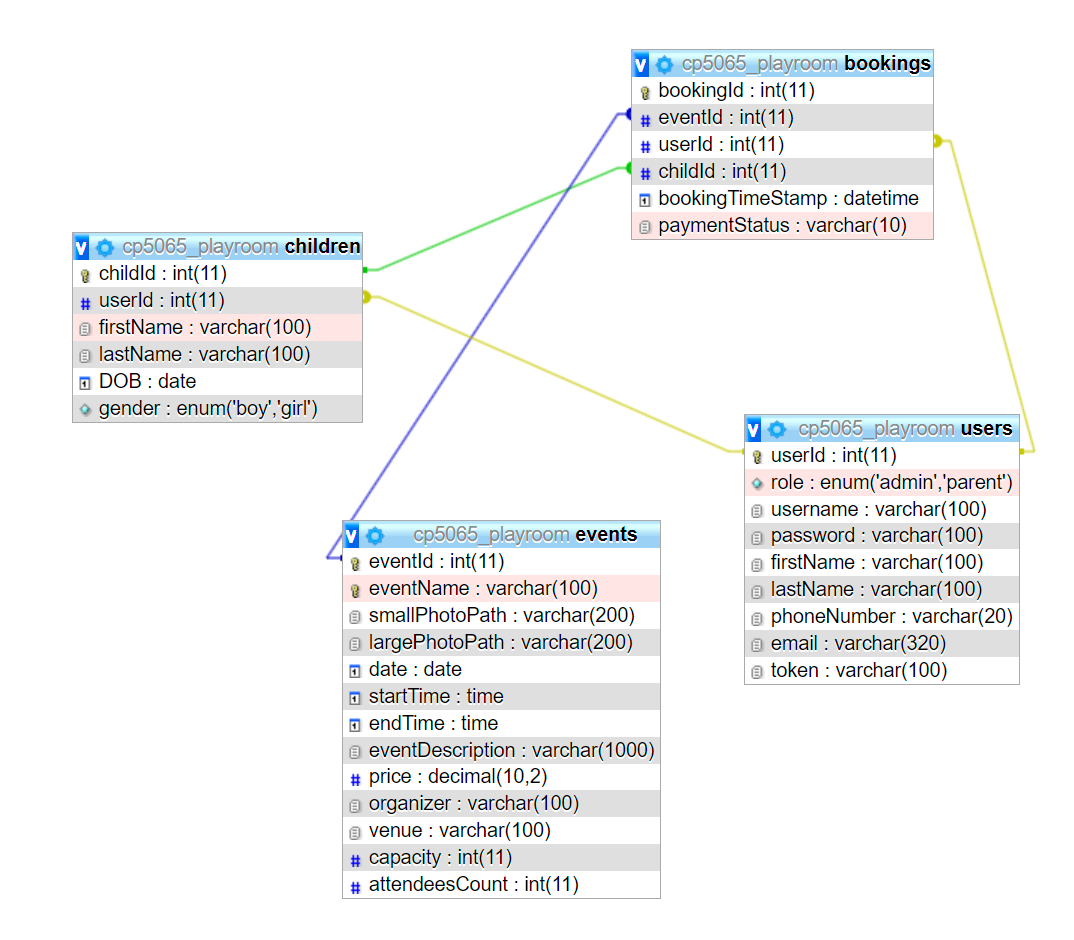 cp5065_playroom bookings
bookingId : int(11)
eventId : int(11)
userId : int(11)
childId : int(11)
bookingTimeStamp : datetime
paymentStatus : varchar(10)
cp5065_playroom children
childId : int(11)
userId : int(11)
firstName : varchar(100)
lastName : varchar(100)
DOB : date
gender : enum('boy','girl')
cp5065_playroom users
userId : int(11)
role : enum('admin','parent')
username : varchar(100)
password : varchar(100)
firstName : varchar(100)
lastName : varchar(100)
phoneNumber : varchar(20)
email : varchar(320)
token : varchar(100)
cp5065_playroom events
eventId : int(11)
eventName : varchar(100)
smallPhotoPath : varchar(200)
largePhotoPath : varchar(200)
date : date
startTime : time
endTime : time
eventDescription : varchar(1000)
price : decimal(10,2)
organizer : varchar(100)
venue : varchar(100)
capacity : int(11)
attendeesCount : int(11)